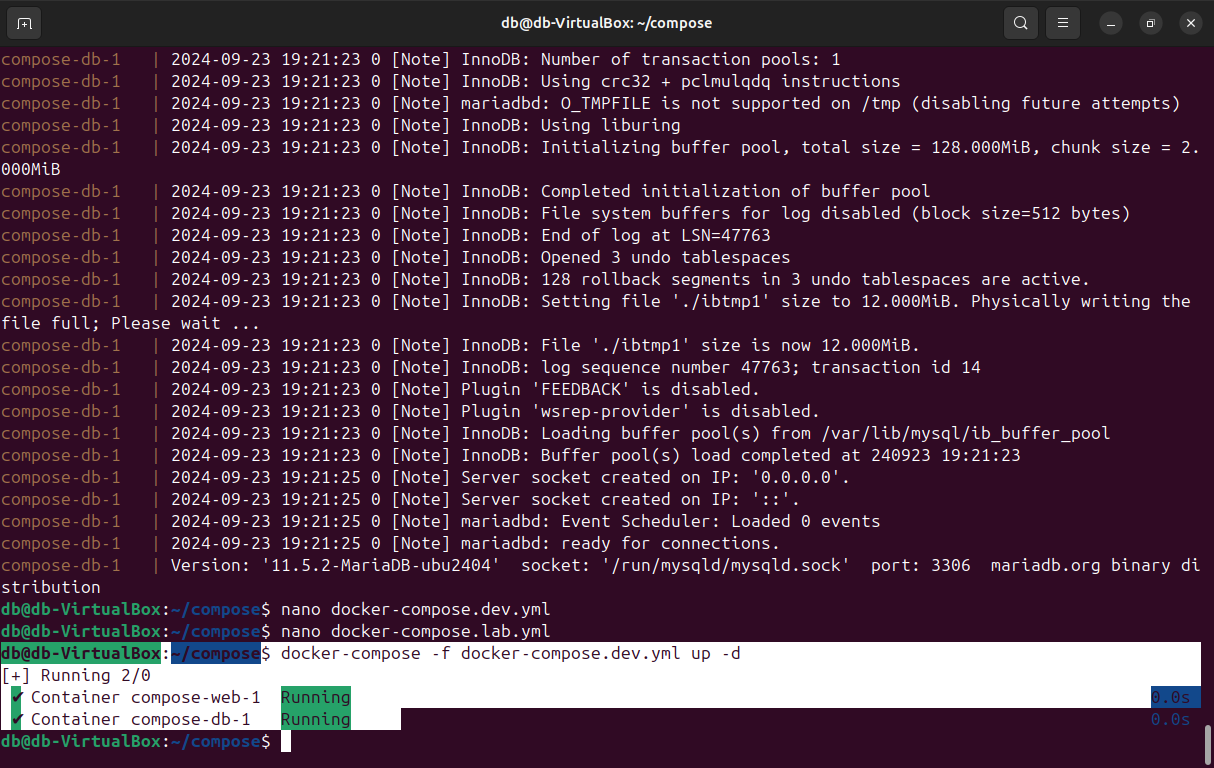 db@db-VirtualBox: ~/compose
compose-db-1   | 2024-09-23 19:21:23 0 [Note] InnoDB: Number of transaction pools: 1
compose-db-1   | 2024-09-23 19:21:23 0 [Note] InnoDB: Using crc32 + pclmulqdq instructions
compose-db-1   | 2024-09-23 19:21:23 0 [Note] mariadbd: O_TMPFILE is not supported on /tmp (disabling future attempts)
compose-db-1   | 2024-09-23 19:21:23 0 [Note] InnoDB: Using liburing
compose-db-1   | 2024-09-23 19:21:23 0 [Note] InnoDB: Initializing buffer pool, total size = 128.000MiB, chunk size = 2.
000MiB
compose-db-1   | 2024-09-23 19:21:23 0 [Note] InnoDB: Completed initialization of buffer pool
compose-db-1   | 2024-09-23 19:21:23 0 [Note] InnoDB: File system buffers for log disabled (block size=512 bytes)
compose-db-1   | 2024-09-23 19:21:23 0 [Note] InnoDB: End of log at LSN=47763
compose-db-1   | 2024-09-23 19:21:23 0 [Note] InnoDB: Opened 3 undo tablespaces
compose-db-1   | 2024-09-23 19:21:23 0 [Note] InnoDB: 128 rollback segments in 3 undo tablespaces are active.
compose-db-1   | 2024-09-23 19:21:23 0 [Note] InnoDB: Setting file './ibtmp1' size to 12.000MiB. Physically writing the
file full; Please wait ...
compose-db-1   | 2024-09-23 19:21:23 0 [Note] InnoDB: File './ibtmp1' size is now 12.000MiB.
compose-db-1   | 2024-09-23 19:21:23 0 [Note] InnoDB: log sequence number 47763; transaction id 14
compose-db-1   | 2024-09-23 19:21:23 0 [Note] Plugin 'FEEDBACK' is disabled.
compose-db-1   | 2024-09-23 19:21:23 0 [Note] Plugin 'wsrep-provider' is disabled.
compose-db-1   | 2024-09-23 19:21:23 0 [Note] InnoDB: Loading buffer pool(s) from /var/lib/mysql/ib_buffer_pool
compose-db-1   | 2024-09-23 19:21:23 0 [Note] InnoDB: Buffer pool(s) load completed at 240923 19:21:23
compose-db-1   | 2024-09-23 19:21:25 0 [Note] Server socket created on IP: '0.0.0.0'.
compose-db-1   | 2024-09-23 19:21:25 0 [Note] Server socket created on IP: '::'.
compose-db-1   | 2024-09-23 19:21:25 0 [Note] mariadbd: Event Scheduler: Loaded 0 events
compose-db-1   | 2024-09-23 19:21:25 0 [Note] mariadbd: ready for connections.
compose-db-1   | Version: '11.5.2-MariaDB-ubu2404'  socket: '/run/mysqld/mysqld.sock'  port: 3306  mariadb.org binary di
stribution
db@db-VirtualBox:~/compose$ nano docker-compose.dev.yml
db@db-VirtualBox:~/compose$ nano docker-compose.lab.yml
db@db-VirtualBox:~/compose$ docker-compose -f docker-compose.dev.yml up -d
[+] Running 2/0
 ✔ Container compose-web-1  Running 0.0s
 ✔ Container compose-db-1   Running 0.0s
db@db-VirtualBox:~/compose$